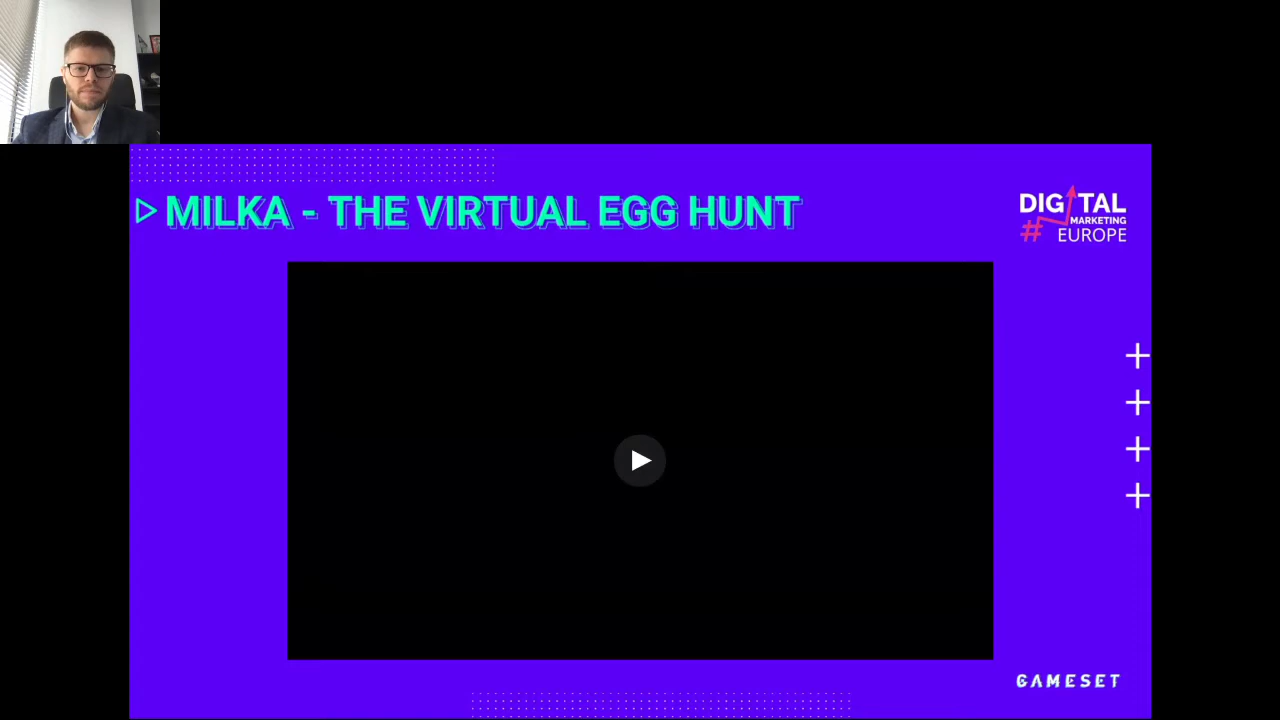 MILKA - THE VIRTUAL EGG HUNT
DIGITAL
MARKETING
# EUROPE
GAMESET